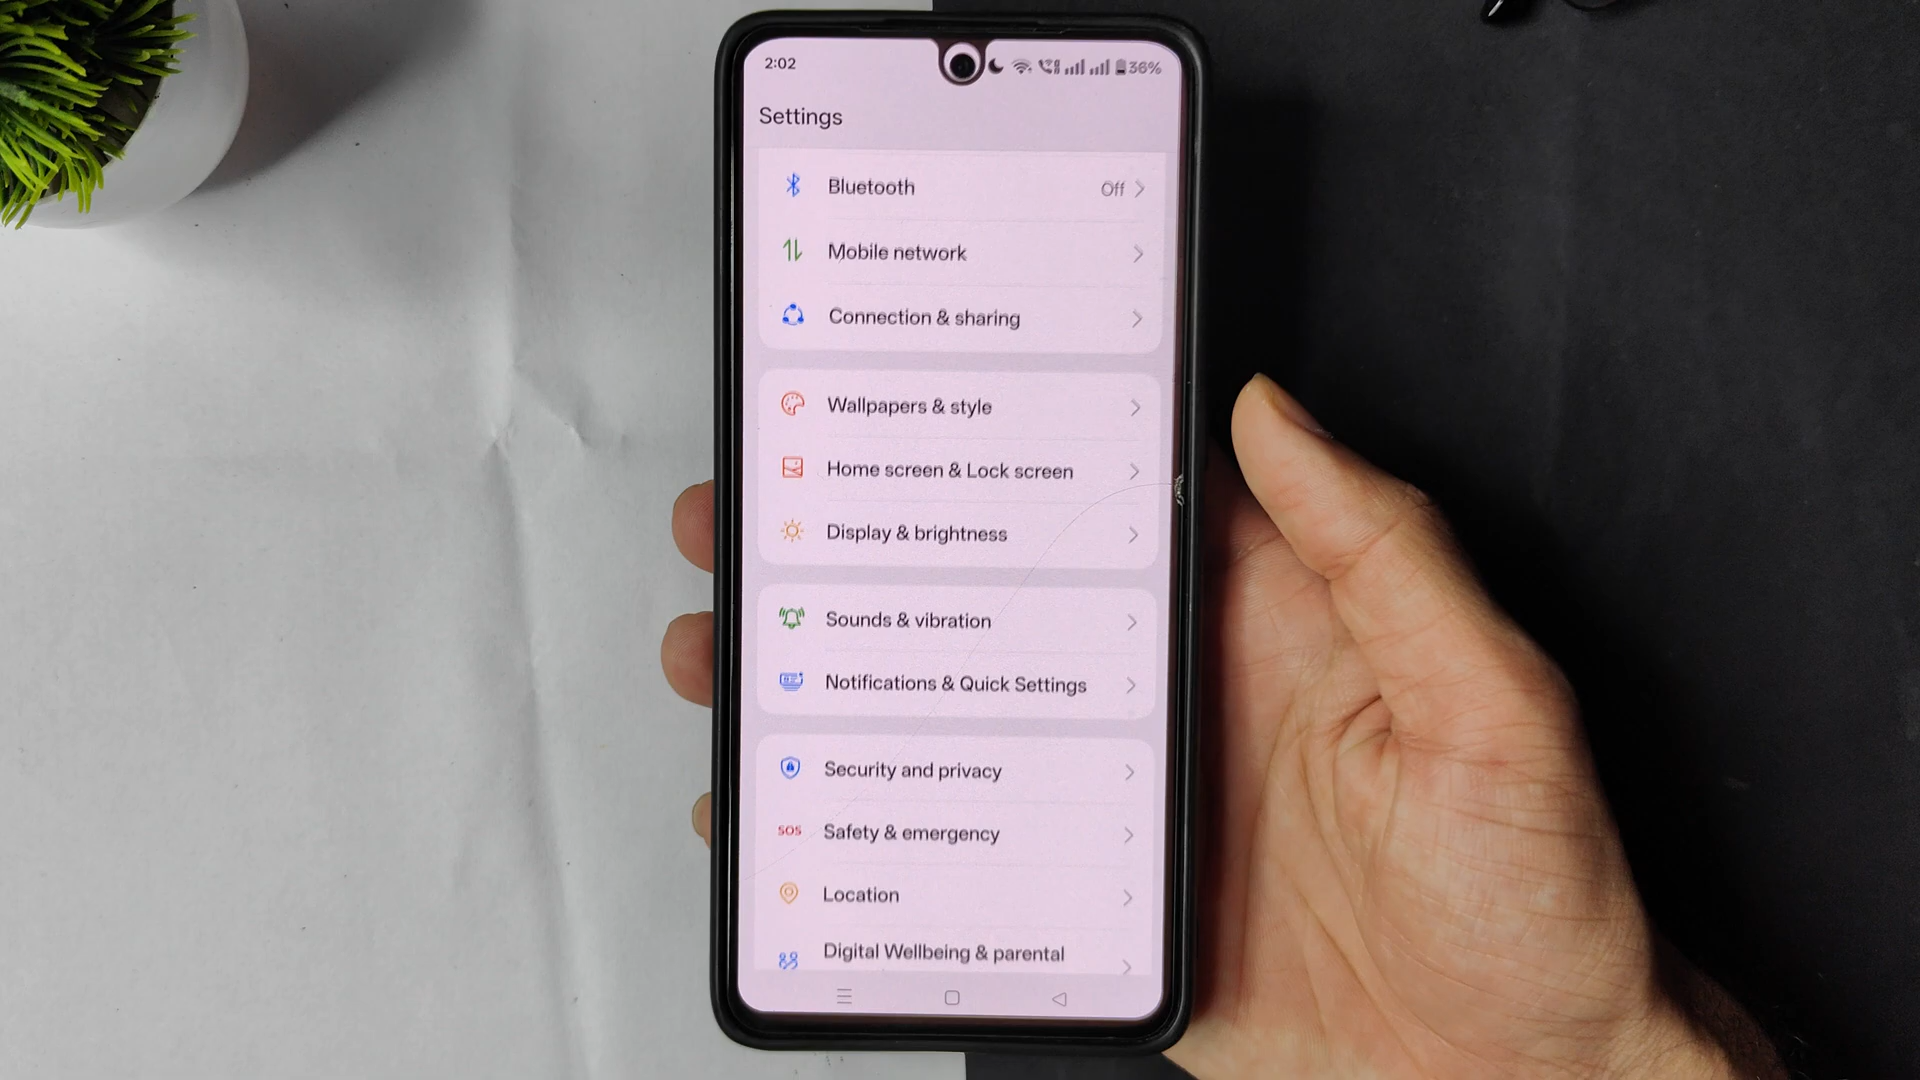 2:02
36%
Settings
Bluetooth Off
Mobile network
Connection & sharing
Wallpapers & style
Home screen & Lock screen
Display & brightness
Sounds & vibration
Notifications & Quick Settings
Security and privacy
SOS Safety & emergency
Location
Digital Wellbeing & parental